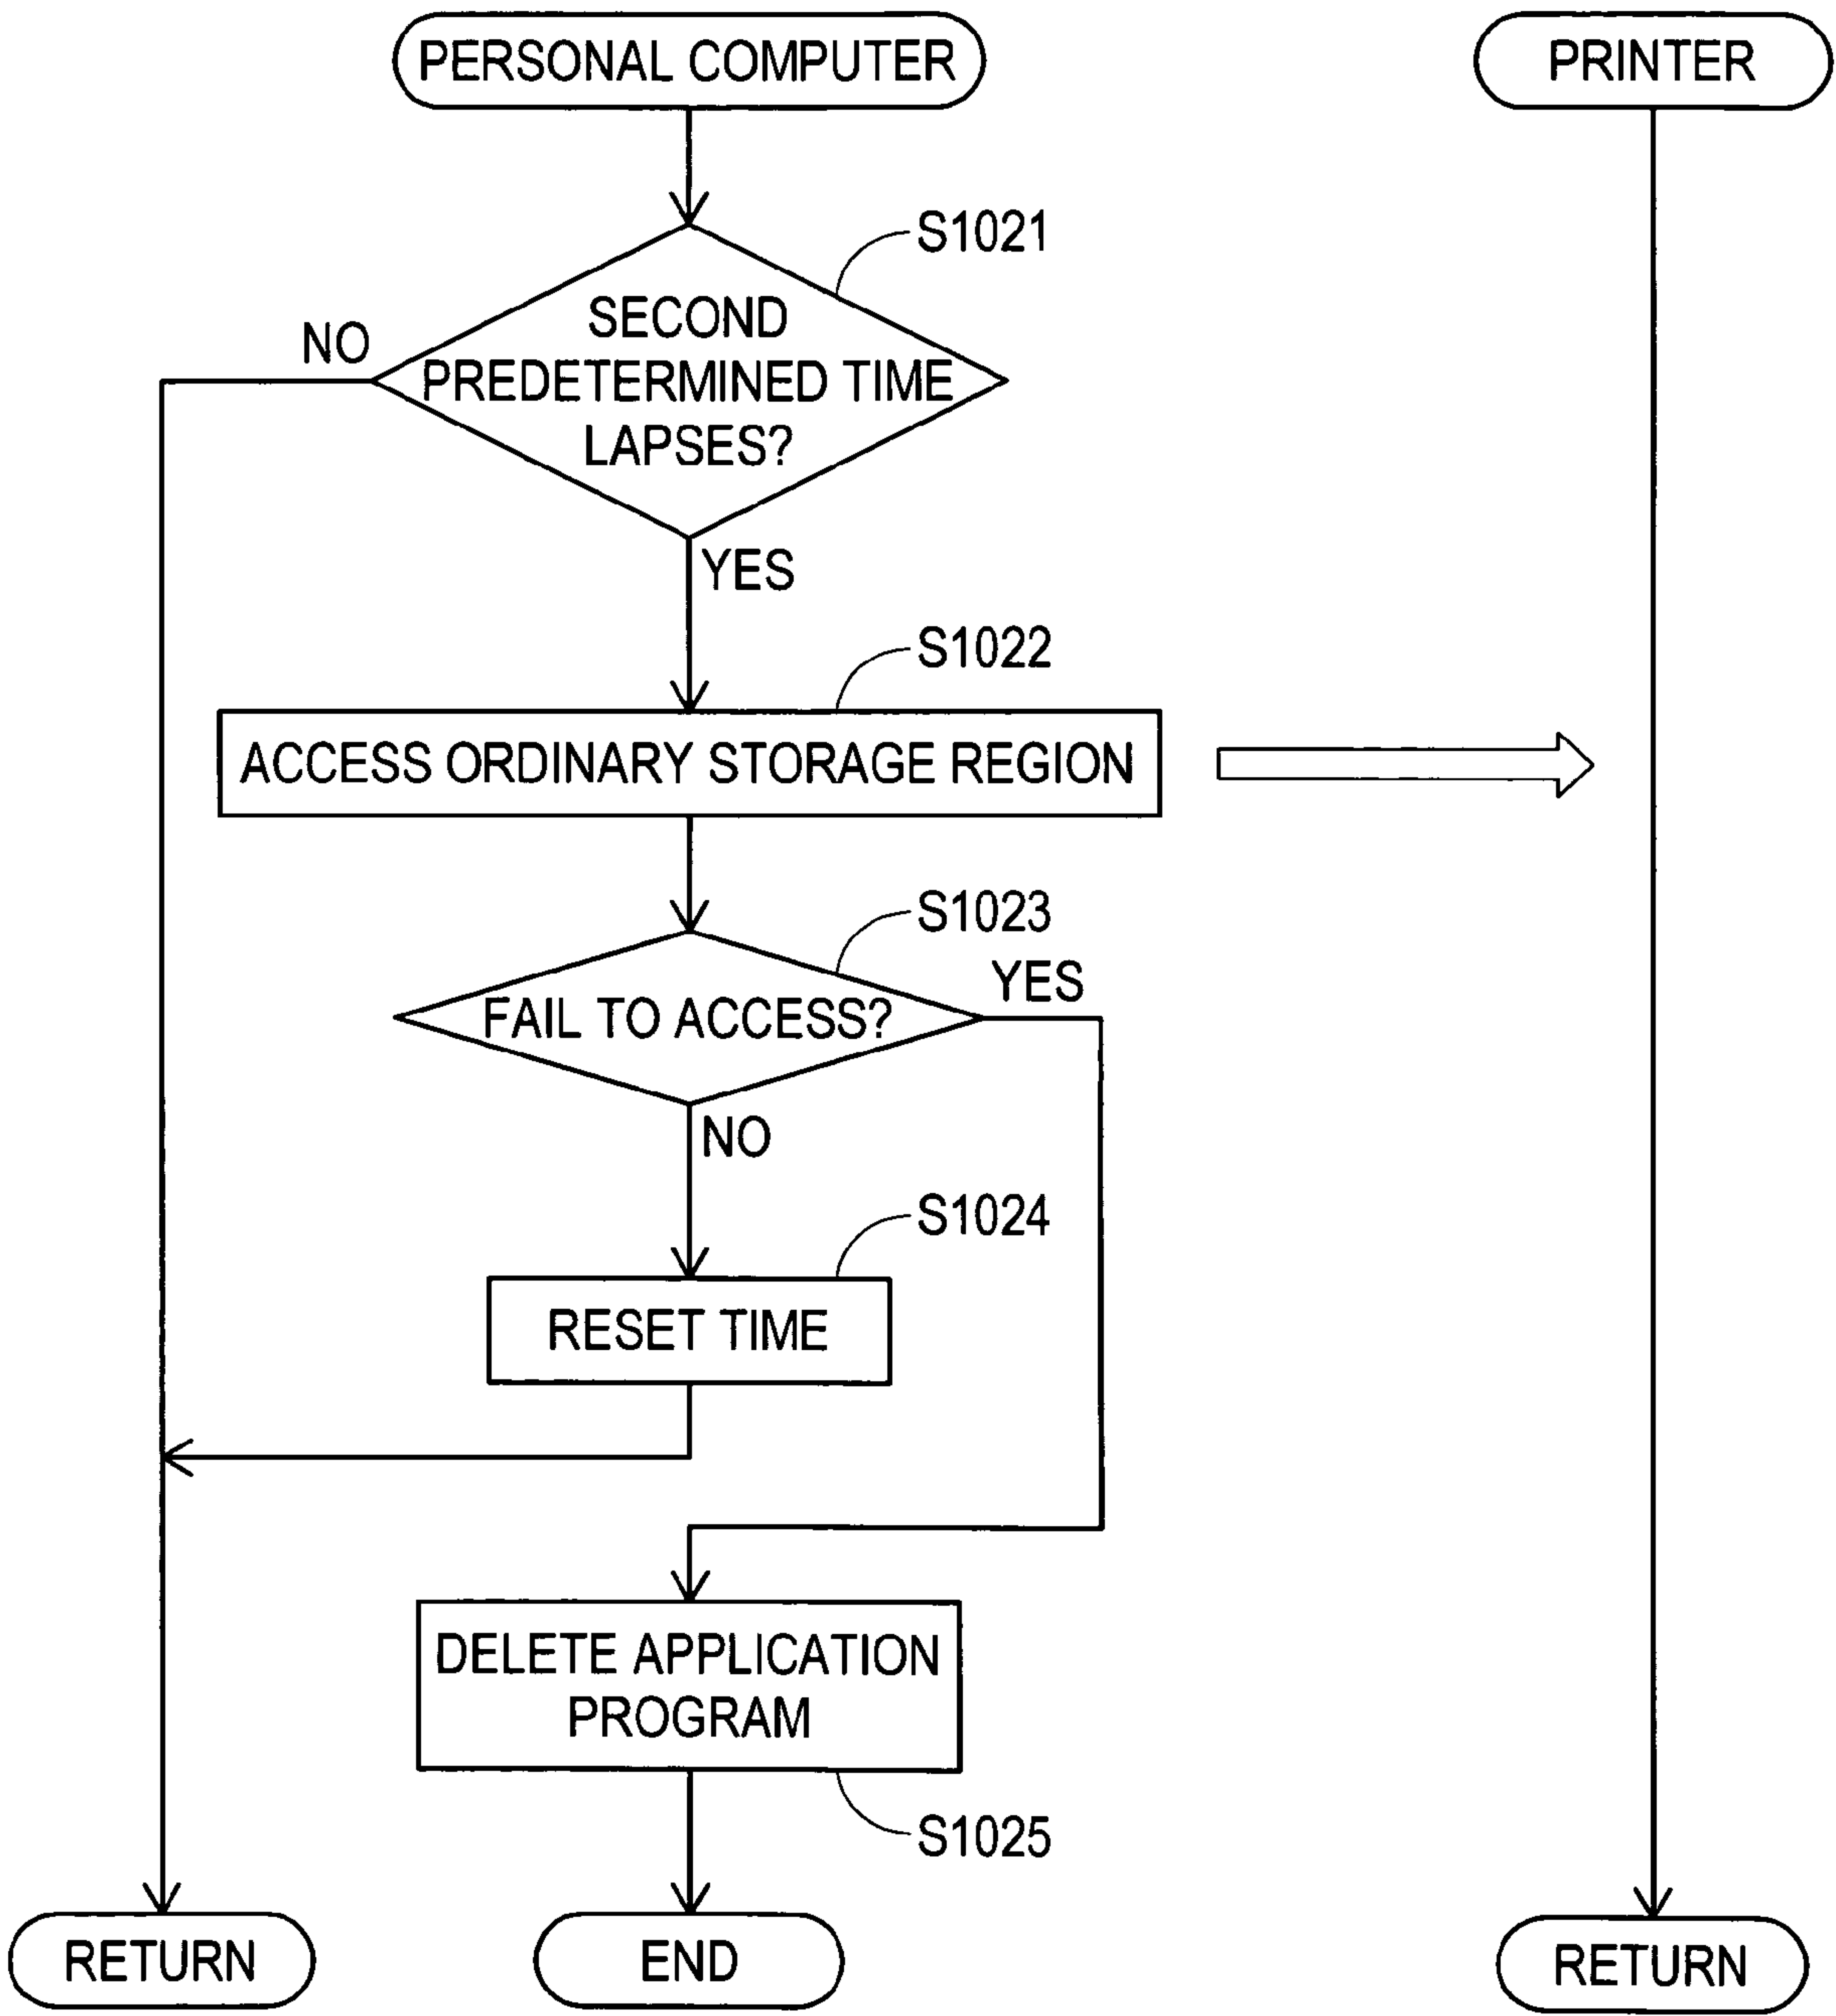 PERSONAL COMPUTER
PRINTER
S1021
SECOND
PREDETERMINED TIME
LAPSES?
NO
YES
S1022
ACCESS ORDINARY STORAGE REGION
S1023
FAIL TO ACCESS?
YES
NO
S1024
RESET TIME
DELETE APPLICATION
PROGRAM
S1025
RETURN
END
RETURN